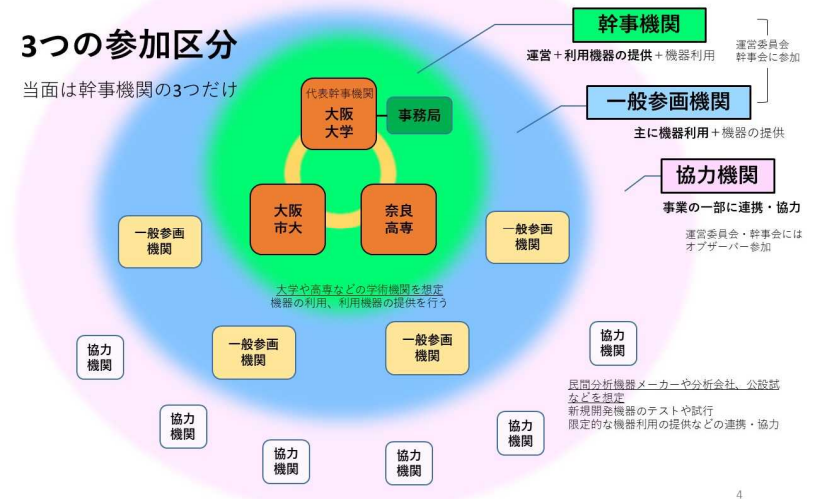 3つの参加区分
当面は幹事機関の3つだけ
幹事機関
運営＋利用機器の提供＋機器利用
運営委員会
幹事会に参加
一般参画機関
主に機器利用＋機器の提供
協力機関
事業の一部に連携・協力
運営委員会・幹事会には
オブザーバー参加
代表幹事機関
大阪
大学
事務局
大阪
市大
奈良
高専
一般参画
機関
一般参画
機関
大学や高専などの学術機関を想定
機器の利用、利用機器の提供を行う
一般参画
機関
一般参画
機関
協力
機関
協力
機関
民間分析機器メーカーや分析会社、公設試
などを想定
新規開発機器のテストや試行
限定的な機器利用の提供などの連携・協力
協力
機関
協力
機関
協力
機関
協力
機関
4